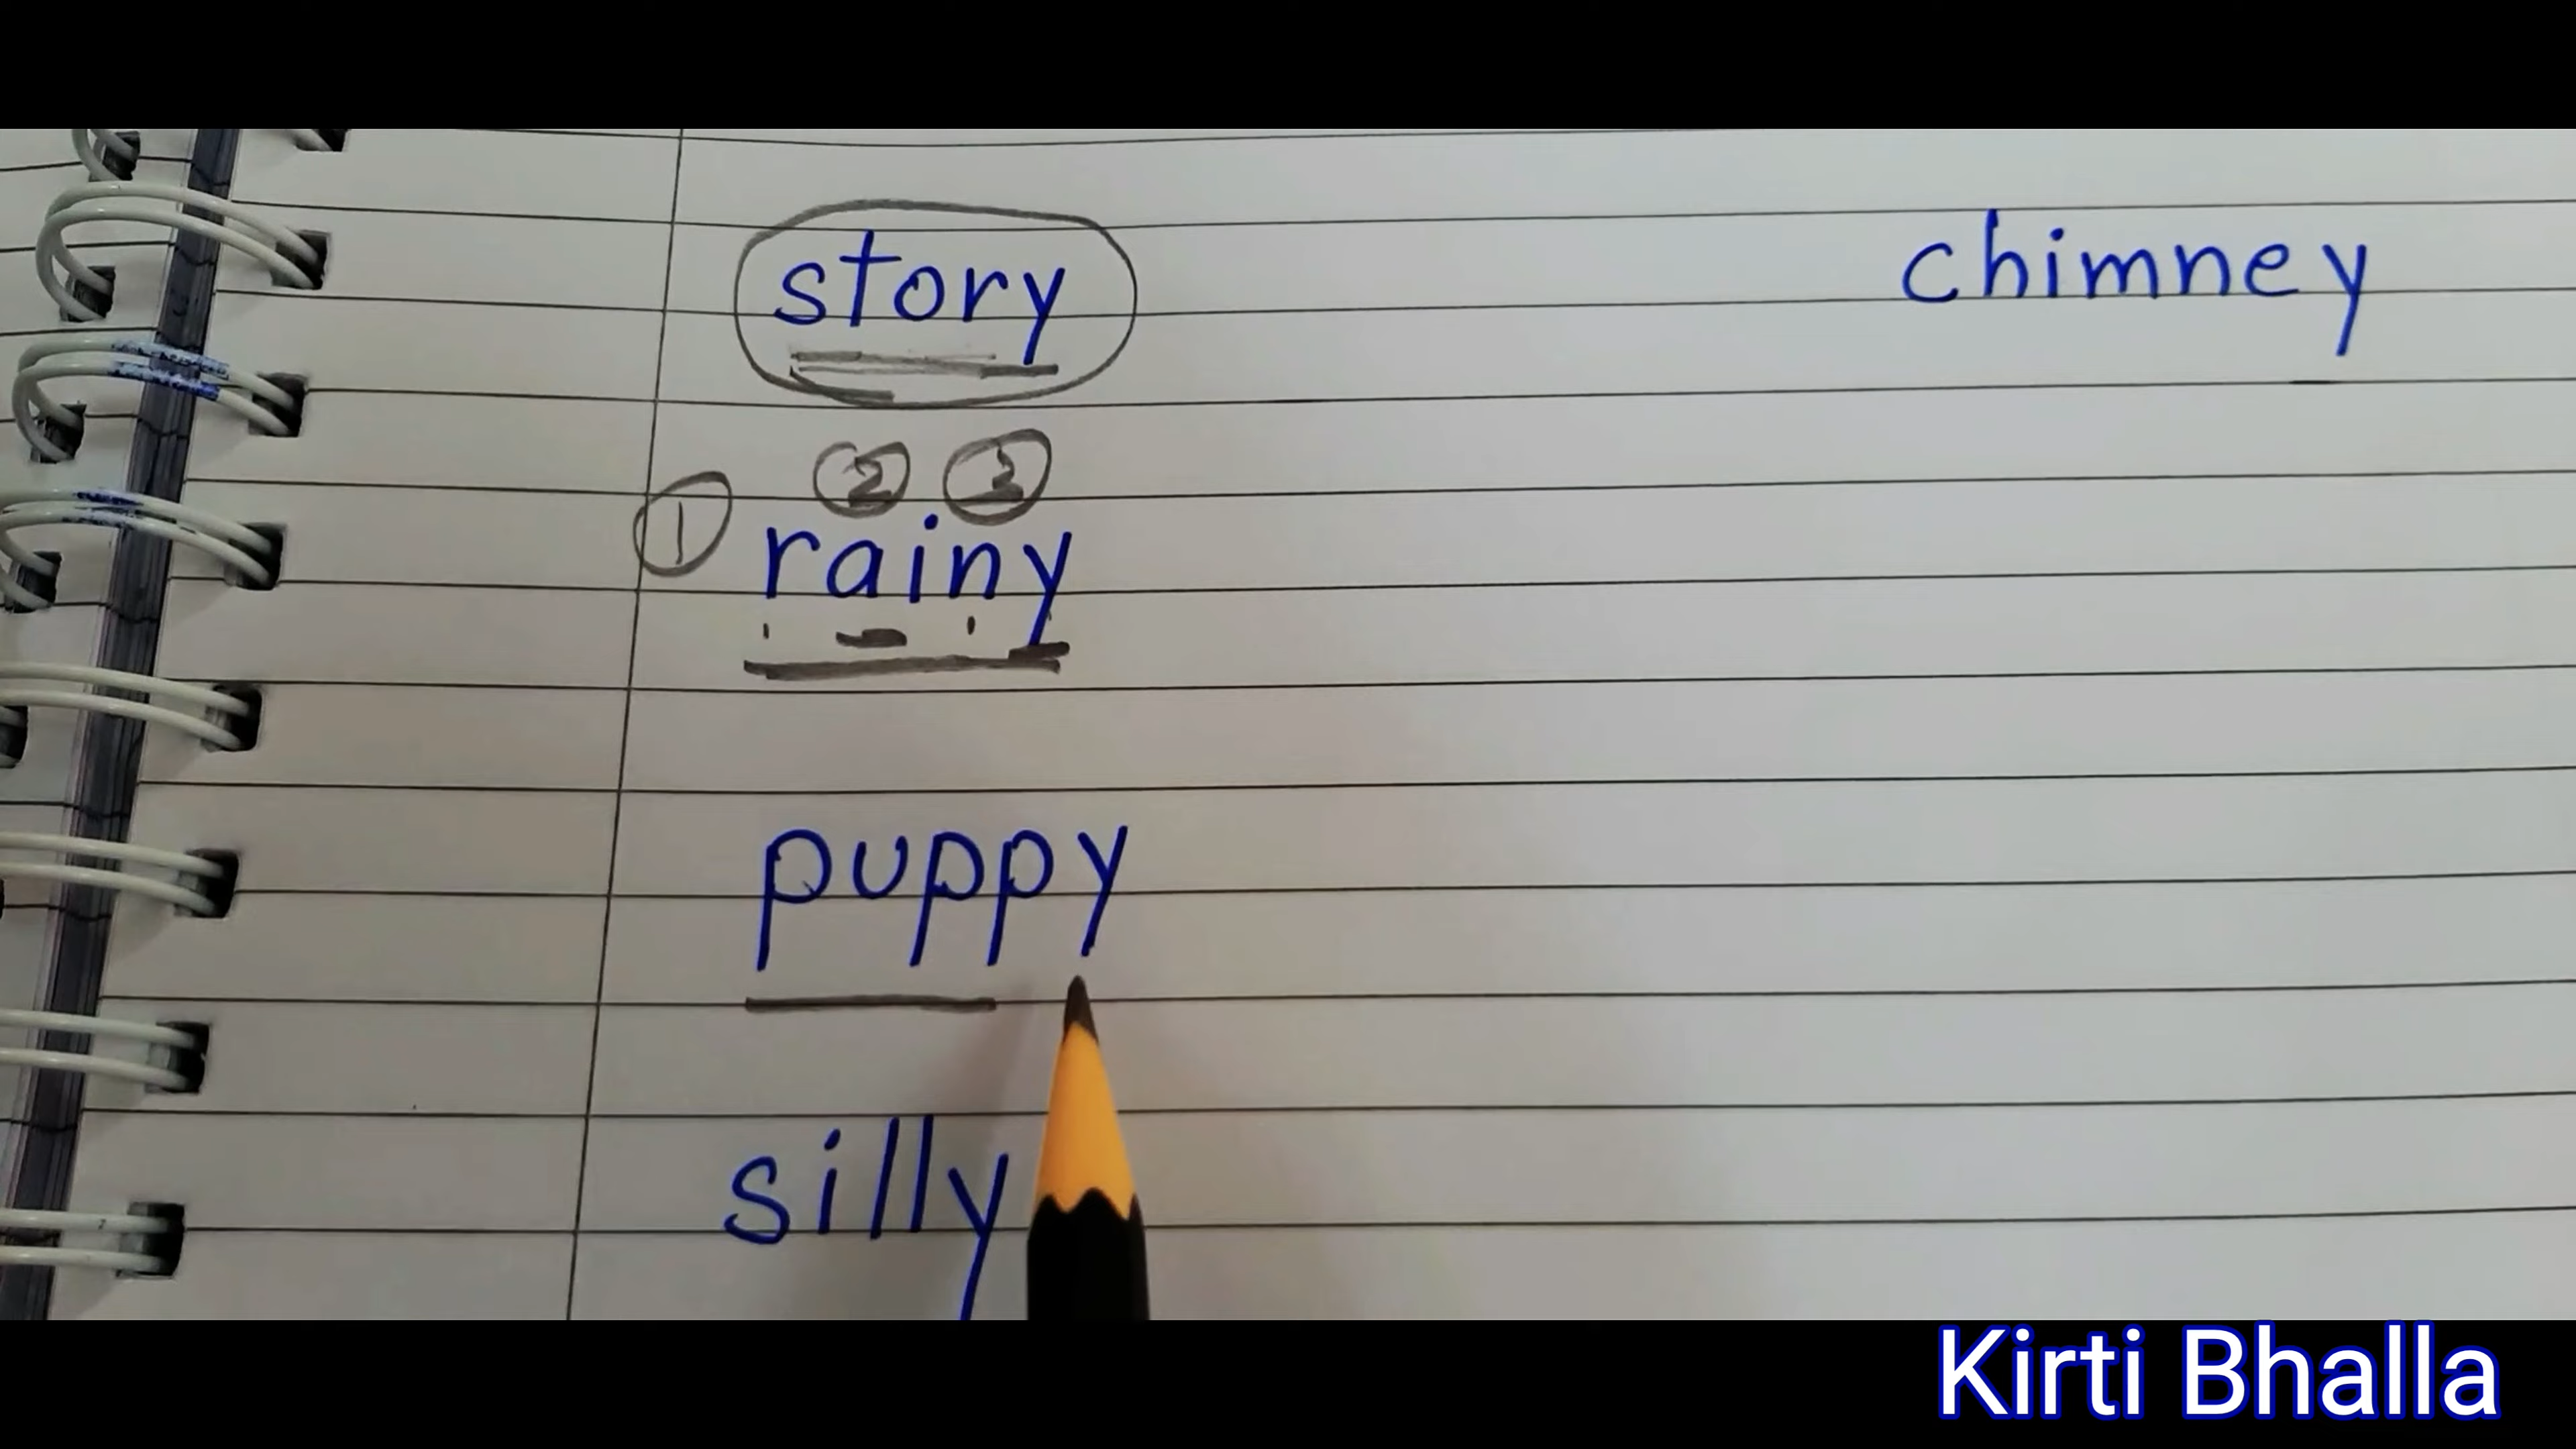 story chimney
② ③
① rainy
puppy
silly
Kirti Bhalla